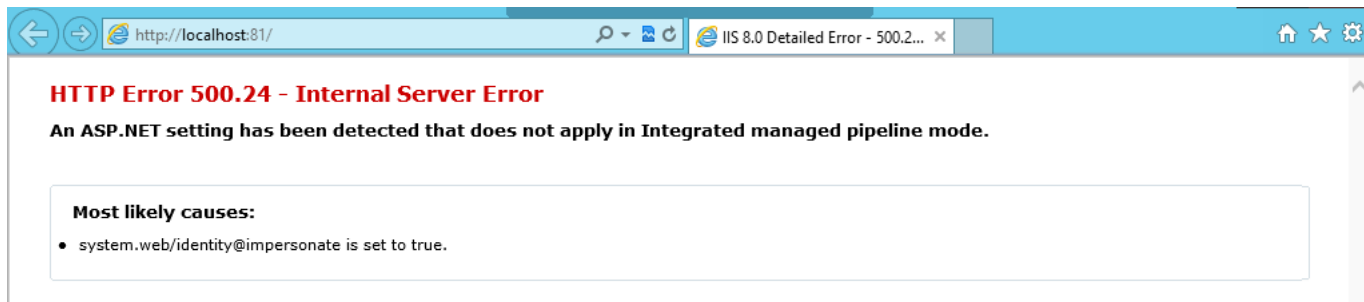 http://localhost:81/
IIS 8.0 Detailed Error - 500.2...
HTTP Error 500.24 - Internal Server Error
An ASP.NET setting has been detected that does not apply in Integrated managed pipeline mode.
Most likely causes:
• system.web/identity@impersonate is set to true.